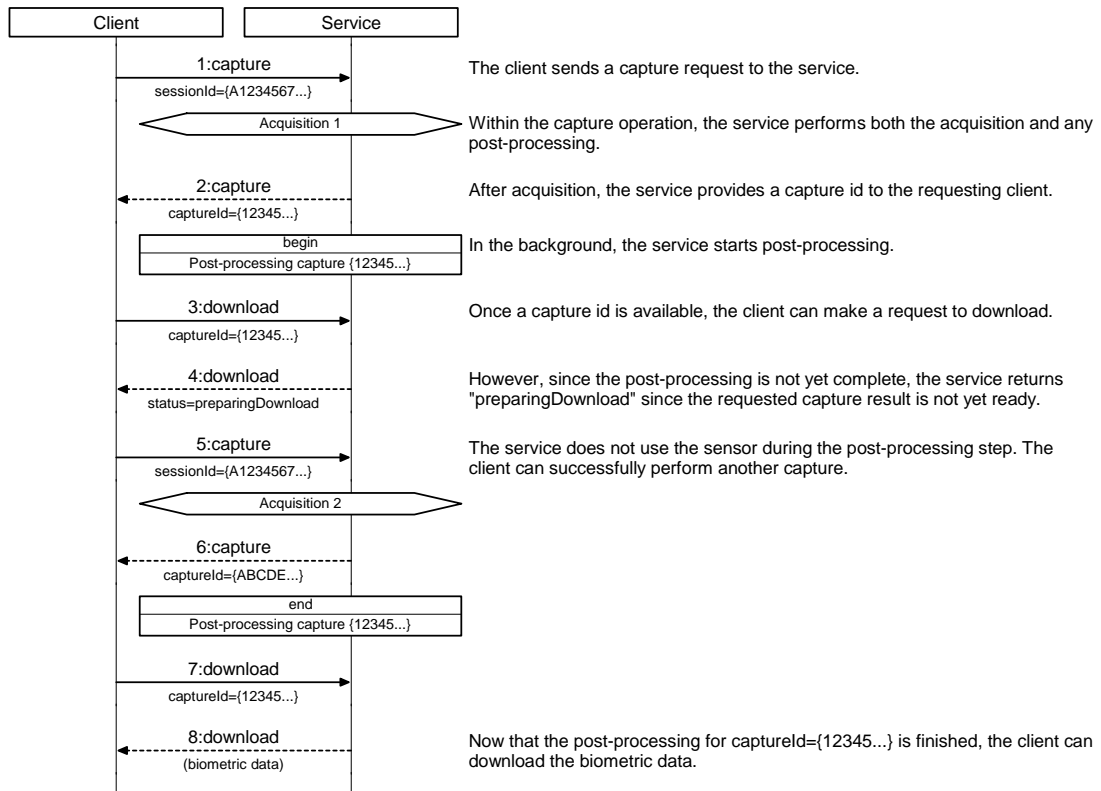 Client
Service
1:capture
The client sends a capture request to the service.
sessionId={A1234567...}
Acquisition 1
Within the capture operation, the service performs both the acquisition and any
post-processing.
2:capture
After acquisition, the service provides a capture id to the requesting client.
captureId={12345...}
begin
In the background, the service starts post-processing.
Post-processing capture {12345...}
3:download
Once a capture id is available, the client can make a request to download.
captureId={12345...}
4:download
However, since the post-processing is not yet complete, the service returns
status=preparingDownload
"preparingDownload" since the requested capture result is not yet ready.
5:capture
The service does not use the sensor during the post-processing step. The
sessionId={A1234567...}
client can successfully perform another capture.
Acquisition 2
6:capture
captureId={ABCDE...}
end
Post-processing capture {12345...}
7:download
captureId={12345...}
8:download
Now that the post-processing for captureId={12345...} is finished, the client can
(biometric data)
download the biometric data.